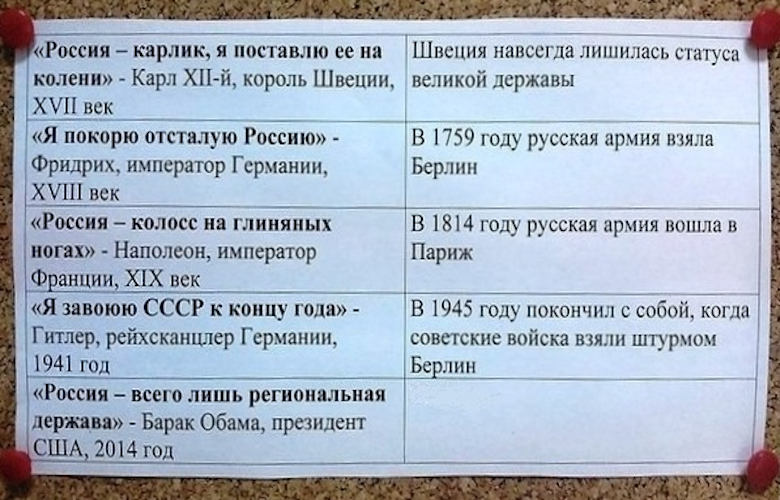 «Россия – карлик, я поставлю ее на
колени» - Карл XII-й, король Швеции,
XVII век
Швеция навсегда лишилась статуса
великой державы
«Я покорю отсталую Россию» -
Фридрих, император Германии,
XVIII век
В 1759 году русская армия взяла
Берлин
«Россия – колосс на глиняных
ногах» - Наполеон, император
Франции, XIX век
В 1814 году русская армия вошла в
Париж
«Я завоюю СССР к концу года» -
Гитлер, рейхсканцлер Германии,
1941 год
В 1945 году покончил с собой, когда
советские войска взяли штурмом
Берлин
«Россия – всего лишь региональная
держава» - Барак Обама, президент
США, 2014 год